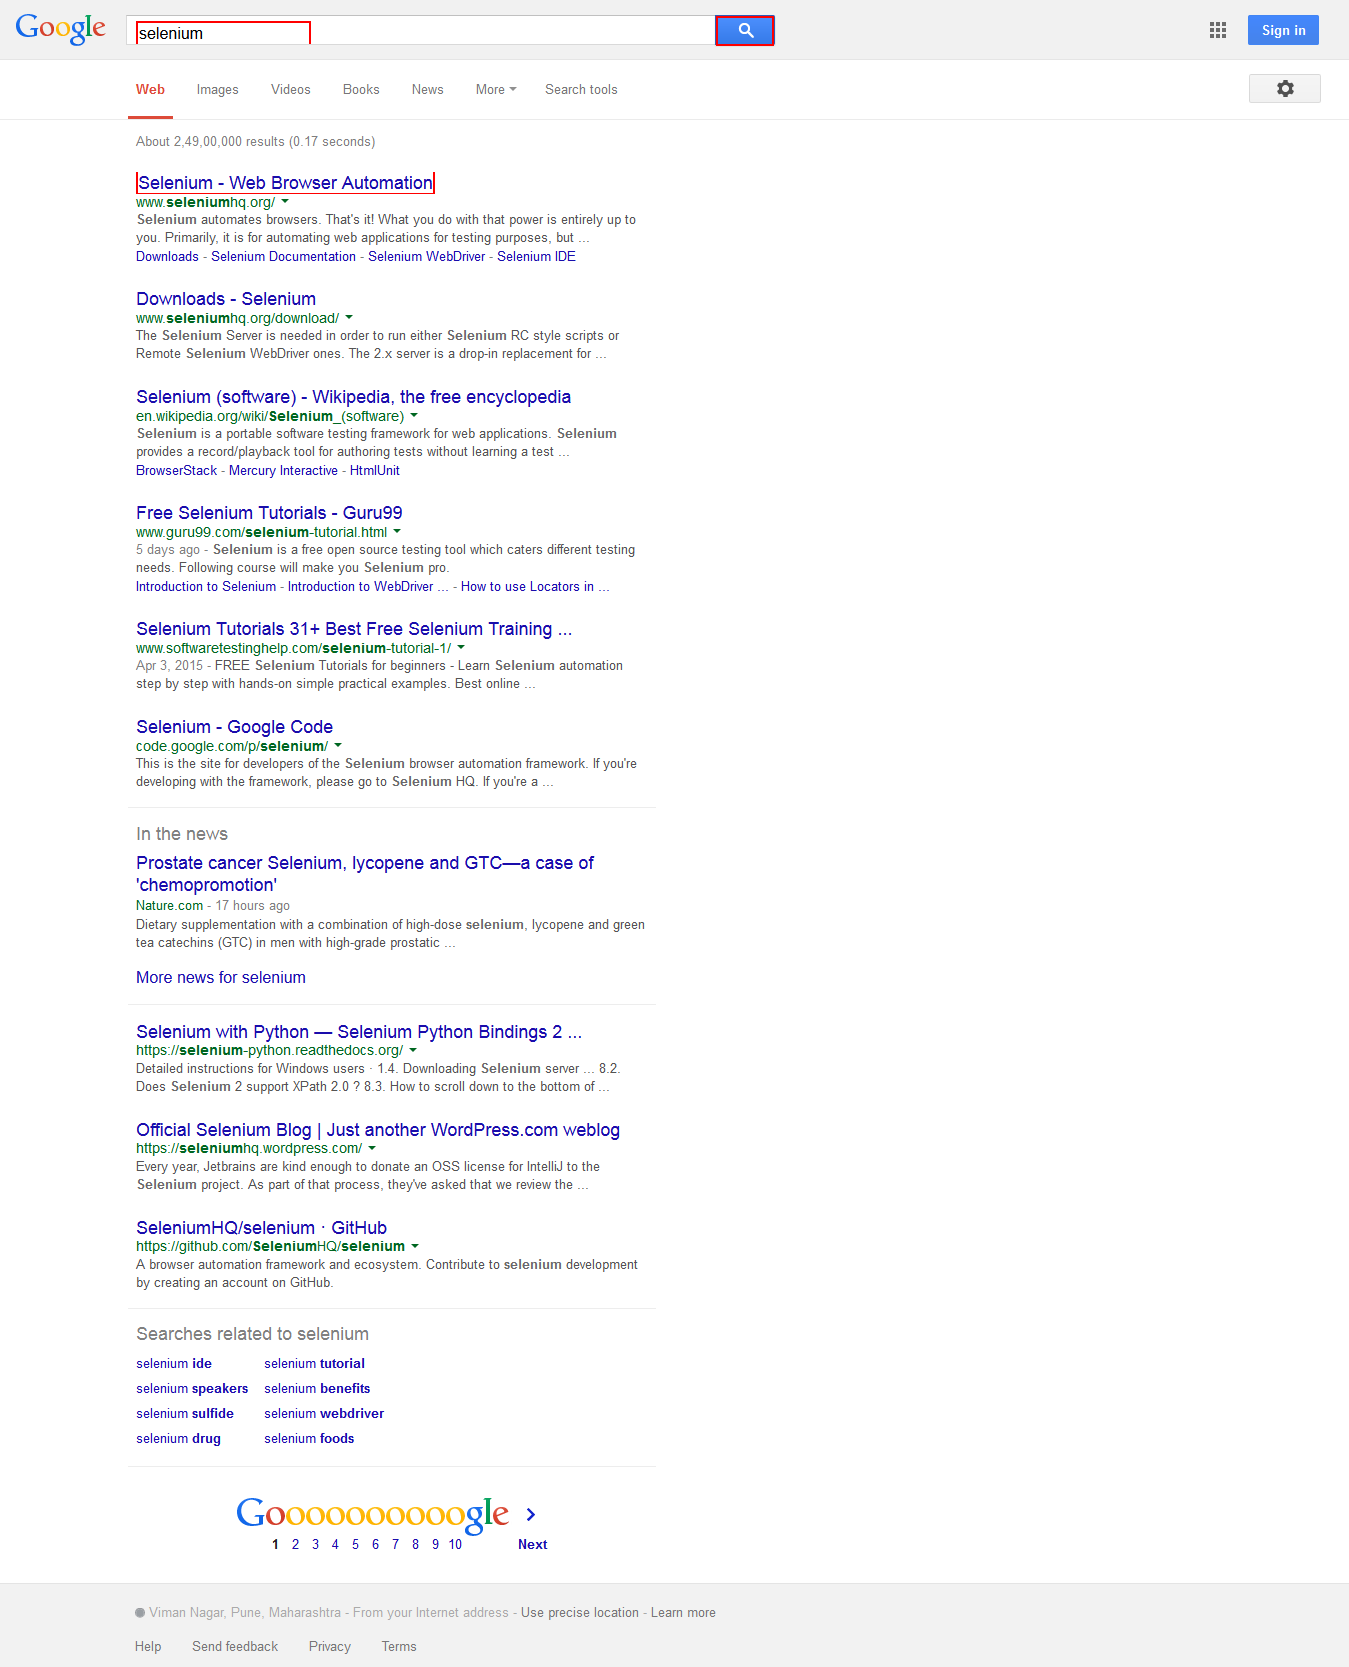 Google selenium Sign in
Web Images Videos Books News More Search tools
About 2,49,00,000 results (0.17 seconds)
Selenium - Web Browser Automation
www.seleniumhq.org/
Selenium automates browsers. That's it! What you do with that power is entirely up to
you. Primarily, it is for automating web applications for testing purposes, but ...
Downloads - Selenium Documentation - Selenium WebDriver - Selenium IDE
Downloads - Selenium
www.seleniumhq.org/download/
The Selenium Server is needed in order to run either Selenium RC style scripts or
Remote Selenium WebDriver ones. The 2.x server is a drop-in replacement for ...
Selenium (software) - Wikipedia, the free encyclopedia
en.wikipedia.org/wiki/Selenium_(software)
Selenium is a portable software testing framework for web applications. Selenium
provides a record/playback tool for authoring tests without learning a test ...
BrowserStack - Mercury Interactive - HtmlUnit
Free Selenium Tutorials - Guru99
www.guru99.com/selenium-tutorial.html
5 days ago - Selenium is a free open source testing tool which caters different testing
needs. Following course will make you Selenium pro.
Introduction to Selenium - Introduction to WebDriver ... - How to use Locators in ...
Selenium Tutorials 31+ Best Free Selenium Training ...
www.softwaretestinghelp.com/selenium-tutorial-1/
Apr 3, 2015 - FREE Selenium Tutorials for beginners - Learn Selenium automation
step by step with hands-on simple practical examples. Best online ...
Selenium - Google Code
code.google.com/p/selenium/
This is the site for developers of the Selenium browser automation framework. If you're
developing with the framework, please go to Selenium HQ. If you're a ...
In the news
Prostate cancer Selenium, lycopene and GTC—a case of
'chemopromotion'
Nature.com - 17 hours ago
Dietary supplementation with a combination of high-dose selenium, lycopene and green
tea catechins (GTC) in men with high-grade prostatic ...
More news for selenium
Selenium with Python — Selenium Python Bindings 2 ...
https://selenium-python.readthedocs.org/
Detailed instructions for Windows users · 1.4. Downloading Selenium server ... 8.2.
Does Selenium 2 support XPath 2.0 ? 8.3. How to scroll down to the bottom of ...
Official Selenium Blog | Just another WordPress.com weblog
https://seleniumhq.wordpress.com/
Every year, Jetbrains are kind enough to donate an OSS license for IntelliJ to the
Selenium project. As part of that process, they've asked that we review the ...
SeleniumHQ/selenium · GitHub
https://github.com/SeleniumHQ/selenium
A browser automation framework and ecosystem. Contribute to selenium development
by creating an account on GitHub.
Searches related to selenium
selenium ide selenium tutorial
selenium speakers selenium benefits
selenium sulfide selenium webdriver
selenium drug selenium foods
Goooooooooogle
1 2 3 4 5 6 7 8 9 10 Next
Viman Nagar, Pune, Maharashtra - From your Internet address - Use precise location - Learn more
Help Send feedback Privacy Terms